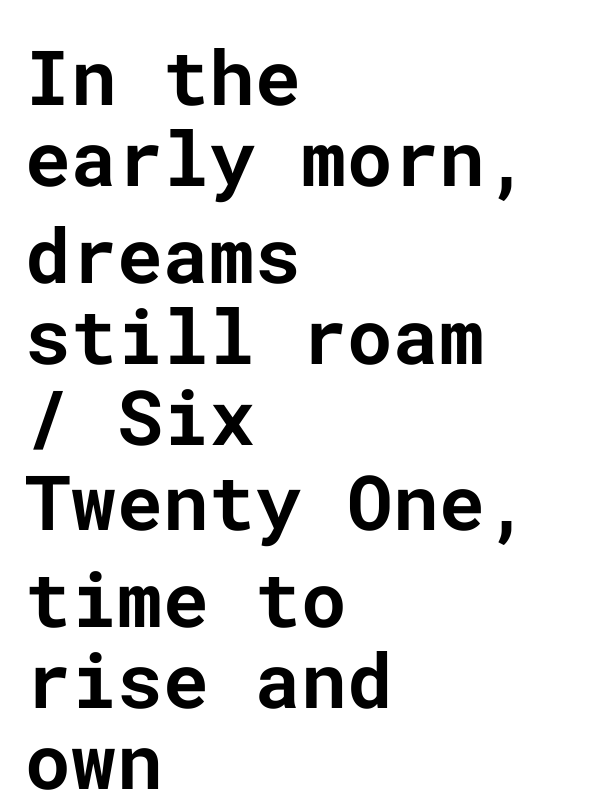 In the
early morn,
dreams
still roam
/ Six
Twenty One,
time to
rise and
own